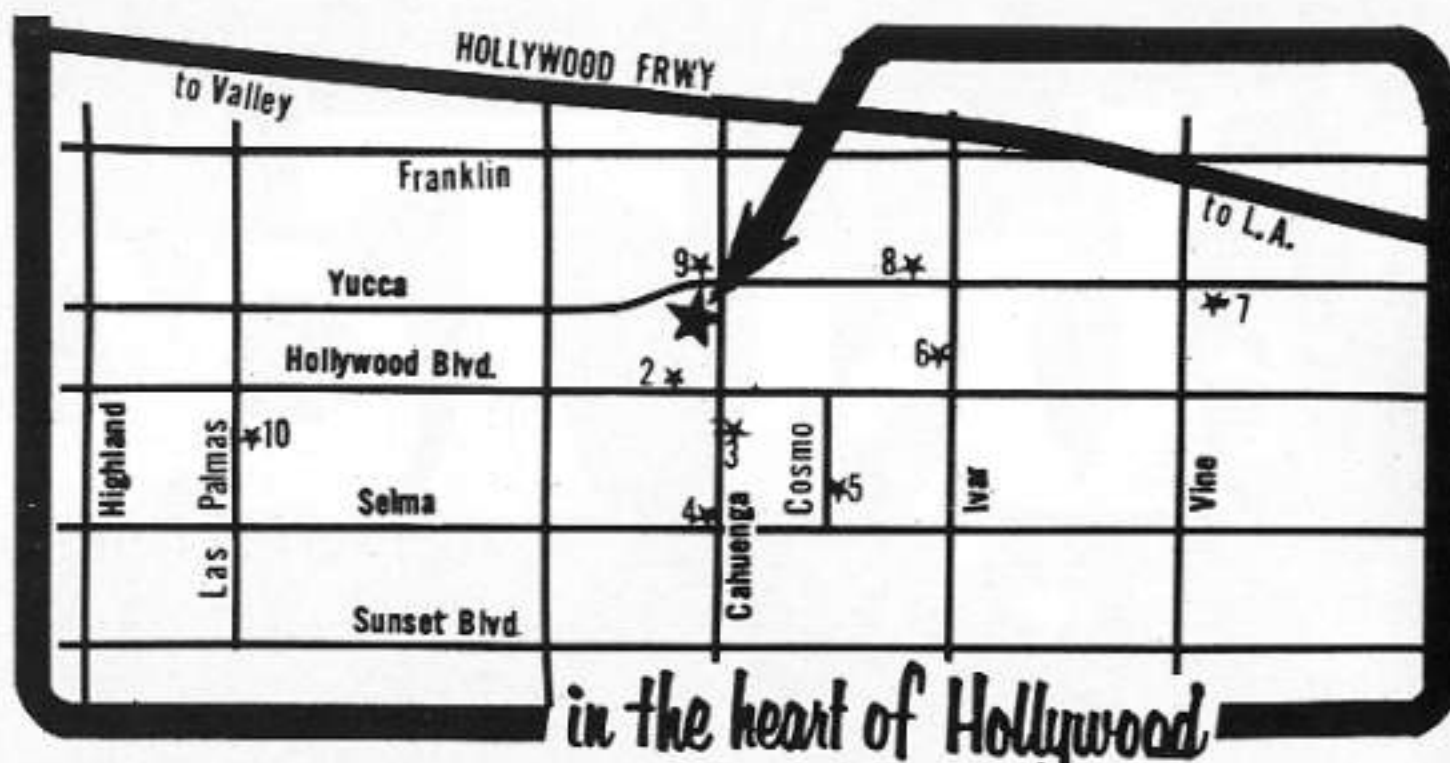 HOLLYWOOD FRWY
to Valley
Franklin
to L.A.
9
8
Yucca
7
Hollywood Blvd.
6
2
Highland
Las Palmas
10
3
Cosmo
5
Ivar
Vine
Selma
4
Cahuenga
Sunset Blvd.
in the heart of Hollywood